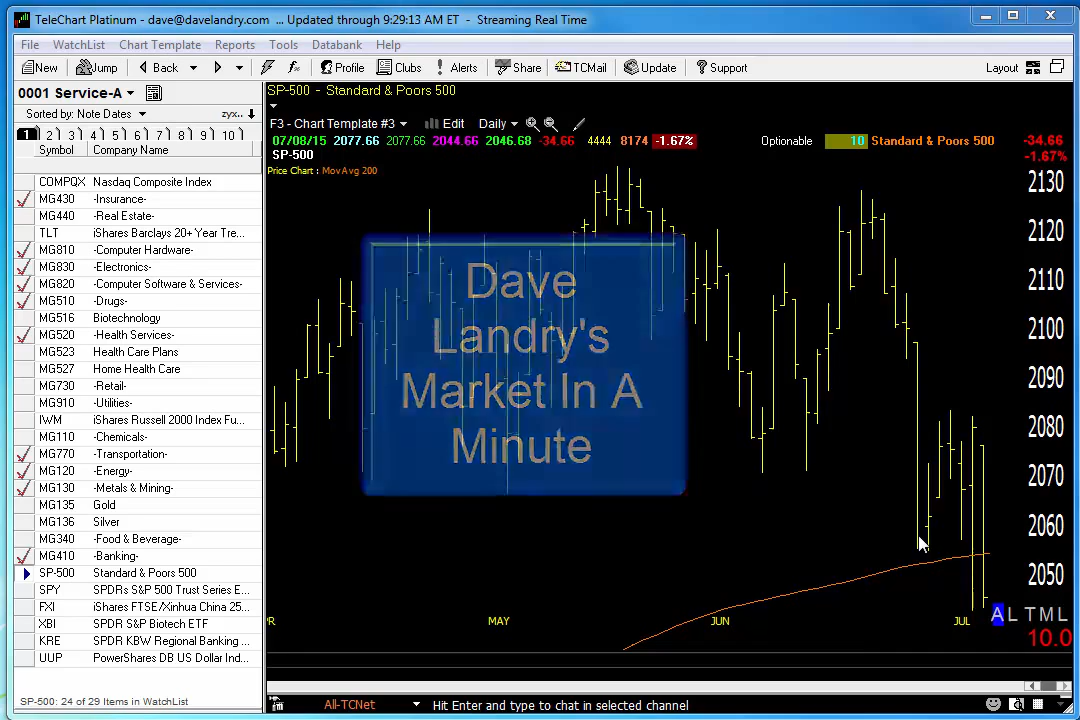 TeleChart Platinum - dave@davelandry.com ... Updated through 9:29:13 AM ET - Streaming Real Time
File WatchList Chart Template Reports Tools Databank Help
New Jump Back Profile Clubs Alerts Share TCMail Update Support Layout
0001 Service-A
Sorted by: Note Dates zyx..
1 2 3 4 5 6 7 8 9 10
Symbol Company Name
COMPQX Nasdaq Composite Index
MG430 -Insurance-
MG440 -Real Estate-
TLT iShares Barclays 20+ Year Tre...
MG810 -Computer Hardware-
MG830 -Electronics-
MG820 -Computer Software & Services-
MG510 -Drugs-
MG516 Biotechnology
MG520 -Health Services-
MG523 Health Care Plans
MG527 Home Health Care
MG730 -Retail-
MG910 -Utilities-
IWM iShares Russell 2000 Index Fu...
MG110 -Chemicals-
MG770 -Transportation-
MG120 -Energy-
MG130 -Metals & Mining-
MG135 Gold
MG136 Silver
MG340 -Food & Beverage-
MG410 -Banking-
SP-500 Standard & Poors 500
SPY SPDRs S&P 500 Trust Series E...
FXI iShares FTSE/Xinhua China 25...
XBI SPDR S&P Biotech ETF
KRE SPDR KBW Regional Banking ...
UUP PowerShares DB US Dollar Ind...
SP-500: 24 of 29 Items in WatchList
SP-500 - Standard & Poors 500
F3 - Chart Template #3 Edit Daily
07/08/15 2077.66 2077.66 2044.66 2046.68 -34.66 4444 8174 -1.67% Optionable 10 Standard & Poors 500 -34.66
-1.67%
SP-500
Price Chart : MovAvg 200
Dave
Landry's
Market In A
Minute
2130
2120
2110
2100
2090
2080
2070
2060
2050
MAY JUN JUL
A L T M L
10.0
All-TCNet Hit Enter and type to chat in selected channel